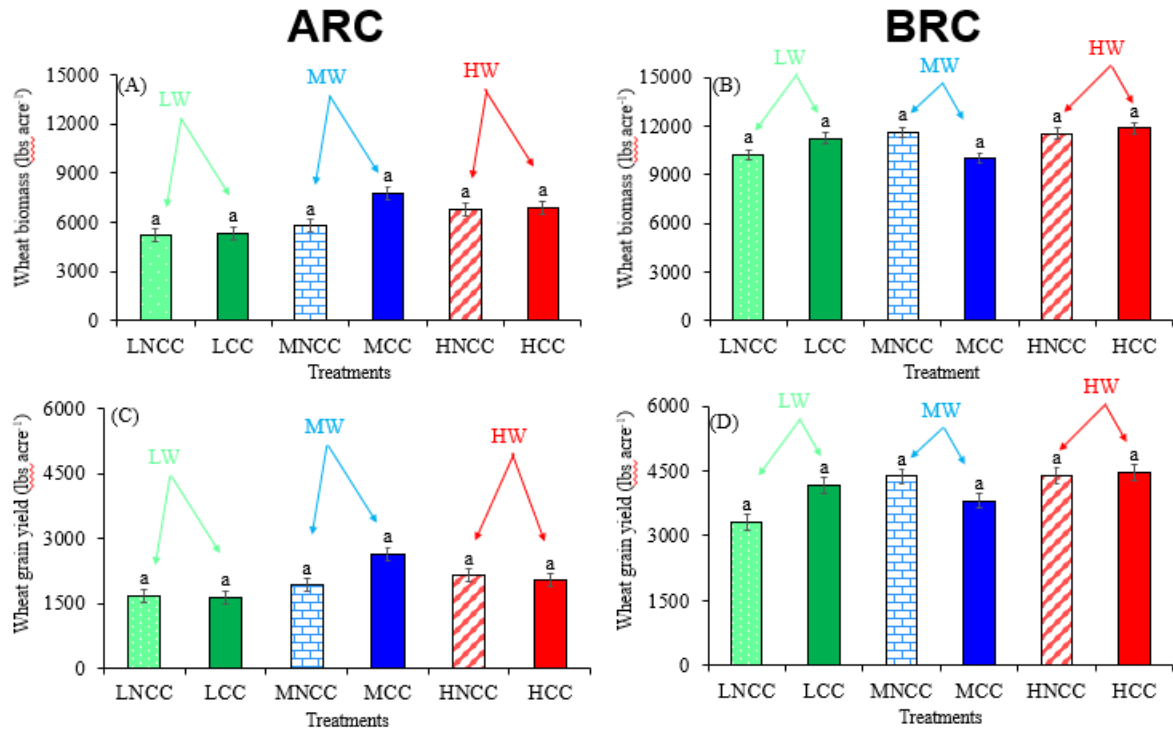 ARC
BRC
(A)
LW
MW
HW
15000
12000
9000
6000
3000
0
Wheat biomass (lbs acre⁻¹)
a a a a a a
LNCC LCC MNCC MCC HNCC HCC
Treatments
(B)
LW
MW
HW
15000
12000
9000
6000
3000
0
Wheat biomass (lbs acre⁻¹)
a a a a a a
LNCC LCC MNCC MCC HNCC HCC
Treatment
(C)
LW
MW
HW
6000
4500
3000
1500
0
Wheat grain yield (lbs acre⁻¹)
a a a a a a
LNCC LCC MNCC MCC HNCC HCC
Treatments
(D)
LW
MW
HW
6000
4500
3000
1500
0
Wheat grain yield (lbs acre⁻¹)
a a a a a a
LNCC LCC MNCC MCC HNCC HCC
Treatments